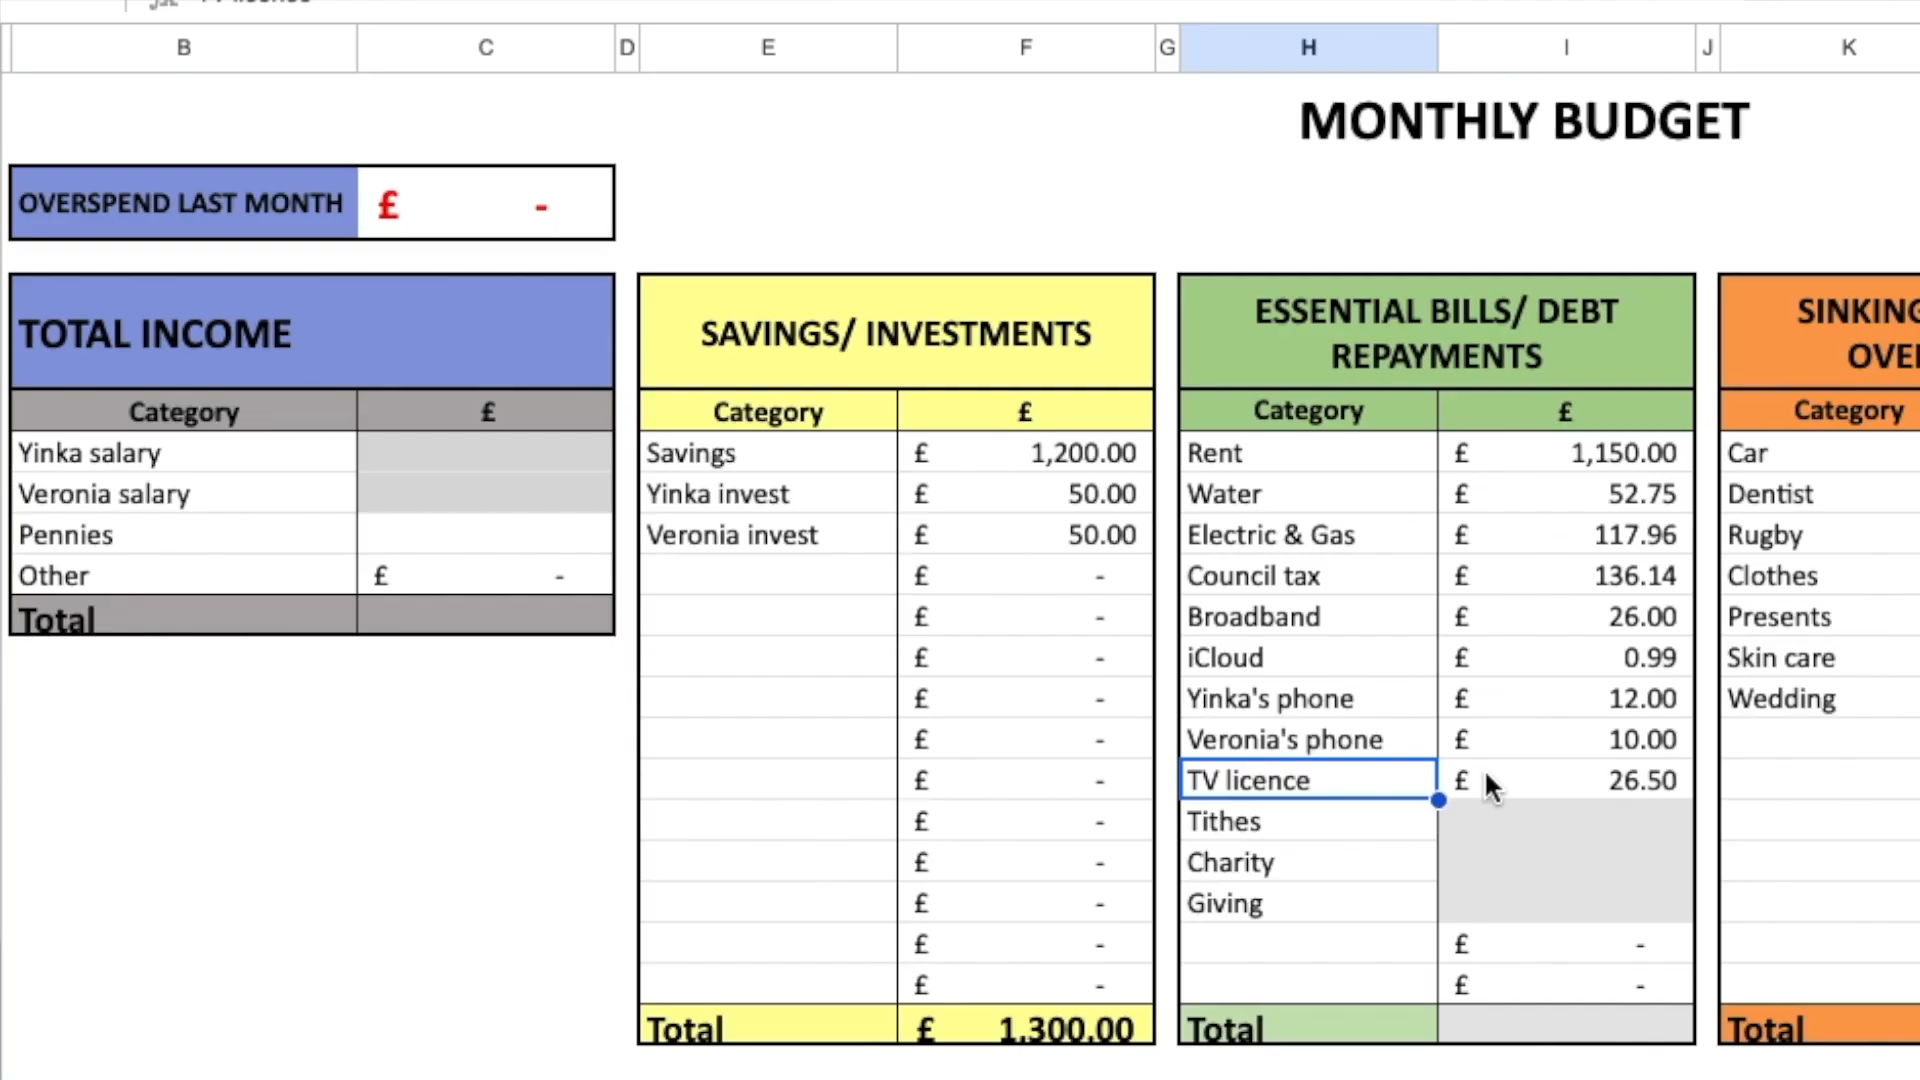 B C D E F G H I J K
MONTHLY BUDGET
OVERSPEND LAST MONTH £ -
TOTAL INCOME
Category £
Yinka salary
Veronia salary
Pennies
Other £ -
Total
SAVINGS/ INVESTMENTS
Category £
Savings £ 1,200.00
Yinka invest £ 50.00
Veronia invest £ 50.00
£ -
£ -
£ -
£ -
£ -
£ -
£ -
£ -
£ -
£ -
£ -
Total £ 1,300.00
ESSENTIAL BILLS/ DEBT
REPAYMENTS
Category £
Rent £ 1,150.00
Water £ 52.75
Electric & Gas £ 117.96
Council tax £ 136.14
Broadband £ 26.00
iCloud £ 0.99
Yinka's phone £ 12.00
Veronia's phone £ 10.00
TV licence £ 26.50
Tithes
Charity
Giving
£ -
£ -
Total
SINKING
Category
Car
Dentist
Rugby
Clothes
Presents
Skin care
Wedding
Total